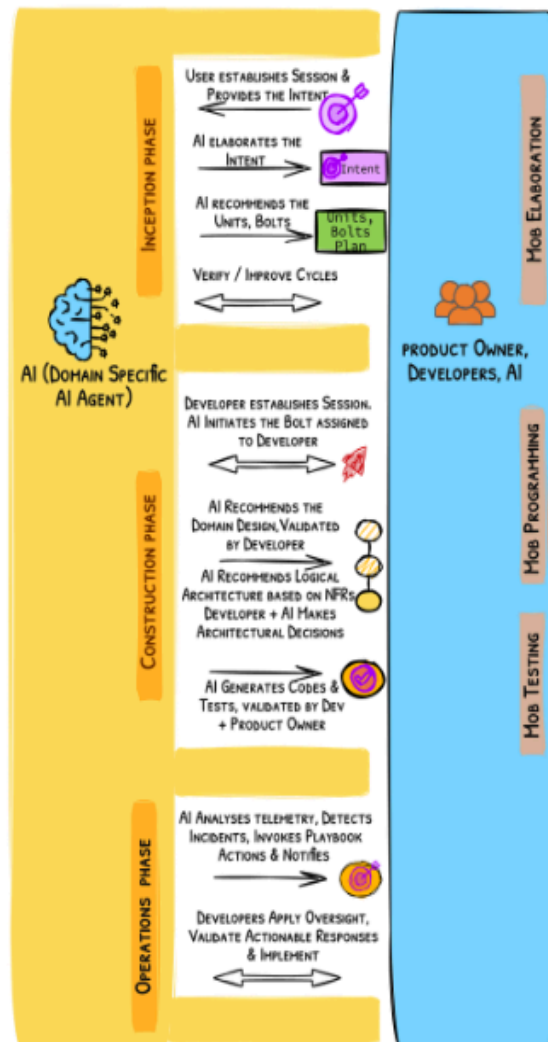 User establishes Session &
Provides the Intent
AI elaborates the
Intent
Intent
AI recommends the
Units, Bolts
Units,
Bolts
Plan
Verify / Improve Cycles
Inception phase
Mob Elaboration
AI (Domain Specific
AI Agent)
product Owner,
Developers, AI
Developer establishes Session.
AI Initiates the Bolt assigned
to Developer
AI Recommends the
Domain Design, Validated
by Developer
AI Recommends Logical
Architecture based on NFRs
Developer + AI Makes
Architectural Decisions
AI Generates Codes &
Tests, validated by Dev
+ Product Owner
Construction phase
Mob Programming
Mob Testing
AI Analyses telemetry, Detects
Incidents, Invokes Playbook
Actions & Notifies
Developers Apply Oversight,
Validate Actionable Responses
& Implement
Operations phase